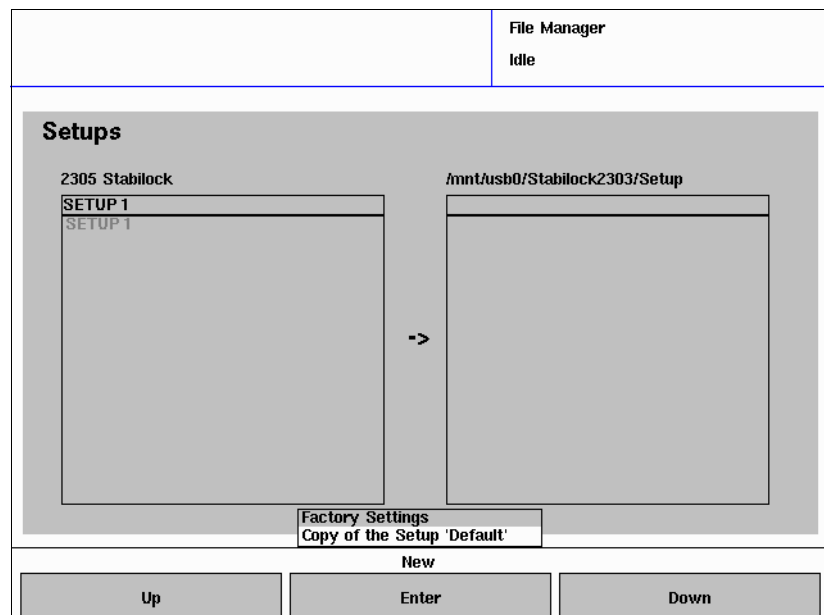 File Manager
Idle
Setups
2305 Stabilock
/mnt/usb0/Stabilock2303/Setup
SETUP 1
SETUP 1
->
Factory Settings
Copy of the Setup 'Default'
New
Up
Enter
Down